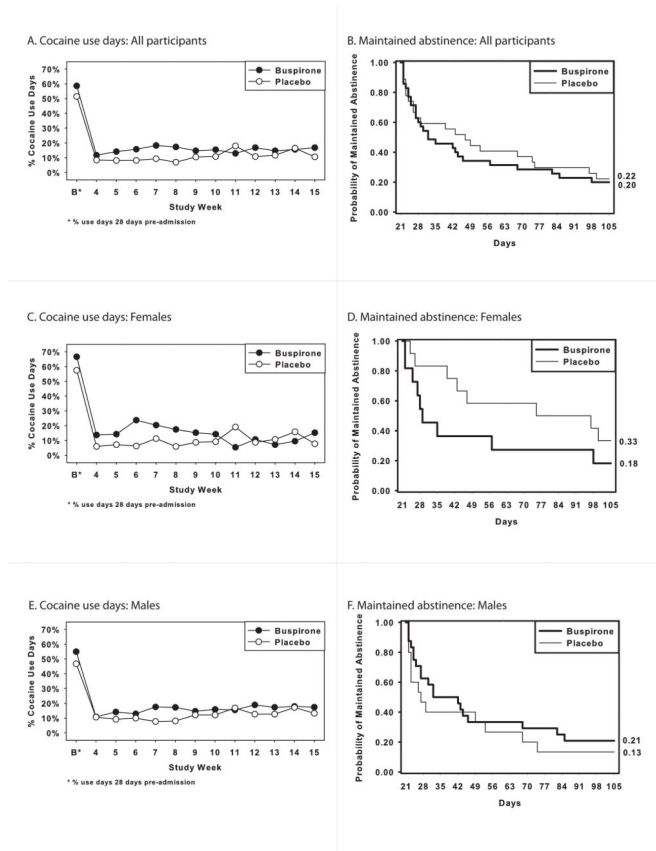 A. Cocaine use days: All participants
% Cocaine Use Days
70%
60%
50%
40%
30%
20%
10%
0%
Buspirone
Placebo
B* 4 5 6 7 8 9 10 11 12 13 14 15
Study Week
* % use days 28 days pre-admission
B. Maintained abstinence: All participants
Probability of Maintained Abstinence
1.00
0.80
0.60
0.40
0.20
0.00
Buspirone
Placebo
0.22
0.20
21 28 35 42 49 56 63 70 77 84 91 98 105
Days
C. Cocaine use days: Females
% Cocaine Use Days
70%
60%
50%
40%
30%
20%
10%
0%
Buspirone
Placebo
B* 4 5 6 7 8 9 10 11 12 13 14 15
Study Week
* % use days 28 days pre-admission
D. Maintained abstinence: Females
Probability of Maintained Abstinence
1.00
0.80
0.60
0.40
0.20
0.00
Buspirone
Placebo
0.33
0.18
21 28 35 42 49 56 63 70 77 84 91 98 105
Days
E. Cocaine use days: Males
% Cocaine Use Days
70%
60%
50%
40%
30%
20%
10%
0%
Buspirone
Placebo
B* 4 5 6 7 8 9 10 11 12 13 14 15
Study Week
* % use days 28 days pre-admission
F. Maintained abstinence: Males
Probability of Maintained Abstinence
1.00
0.80
0.60
0.40
0.20
0.00
Buspirone
Placebo
0.21
0.13
21 28 35 42 49 56 63 70 77 84 91 98 105
Days